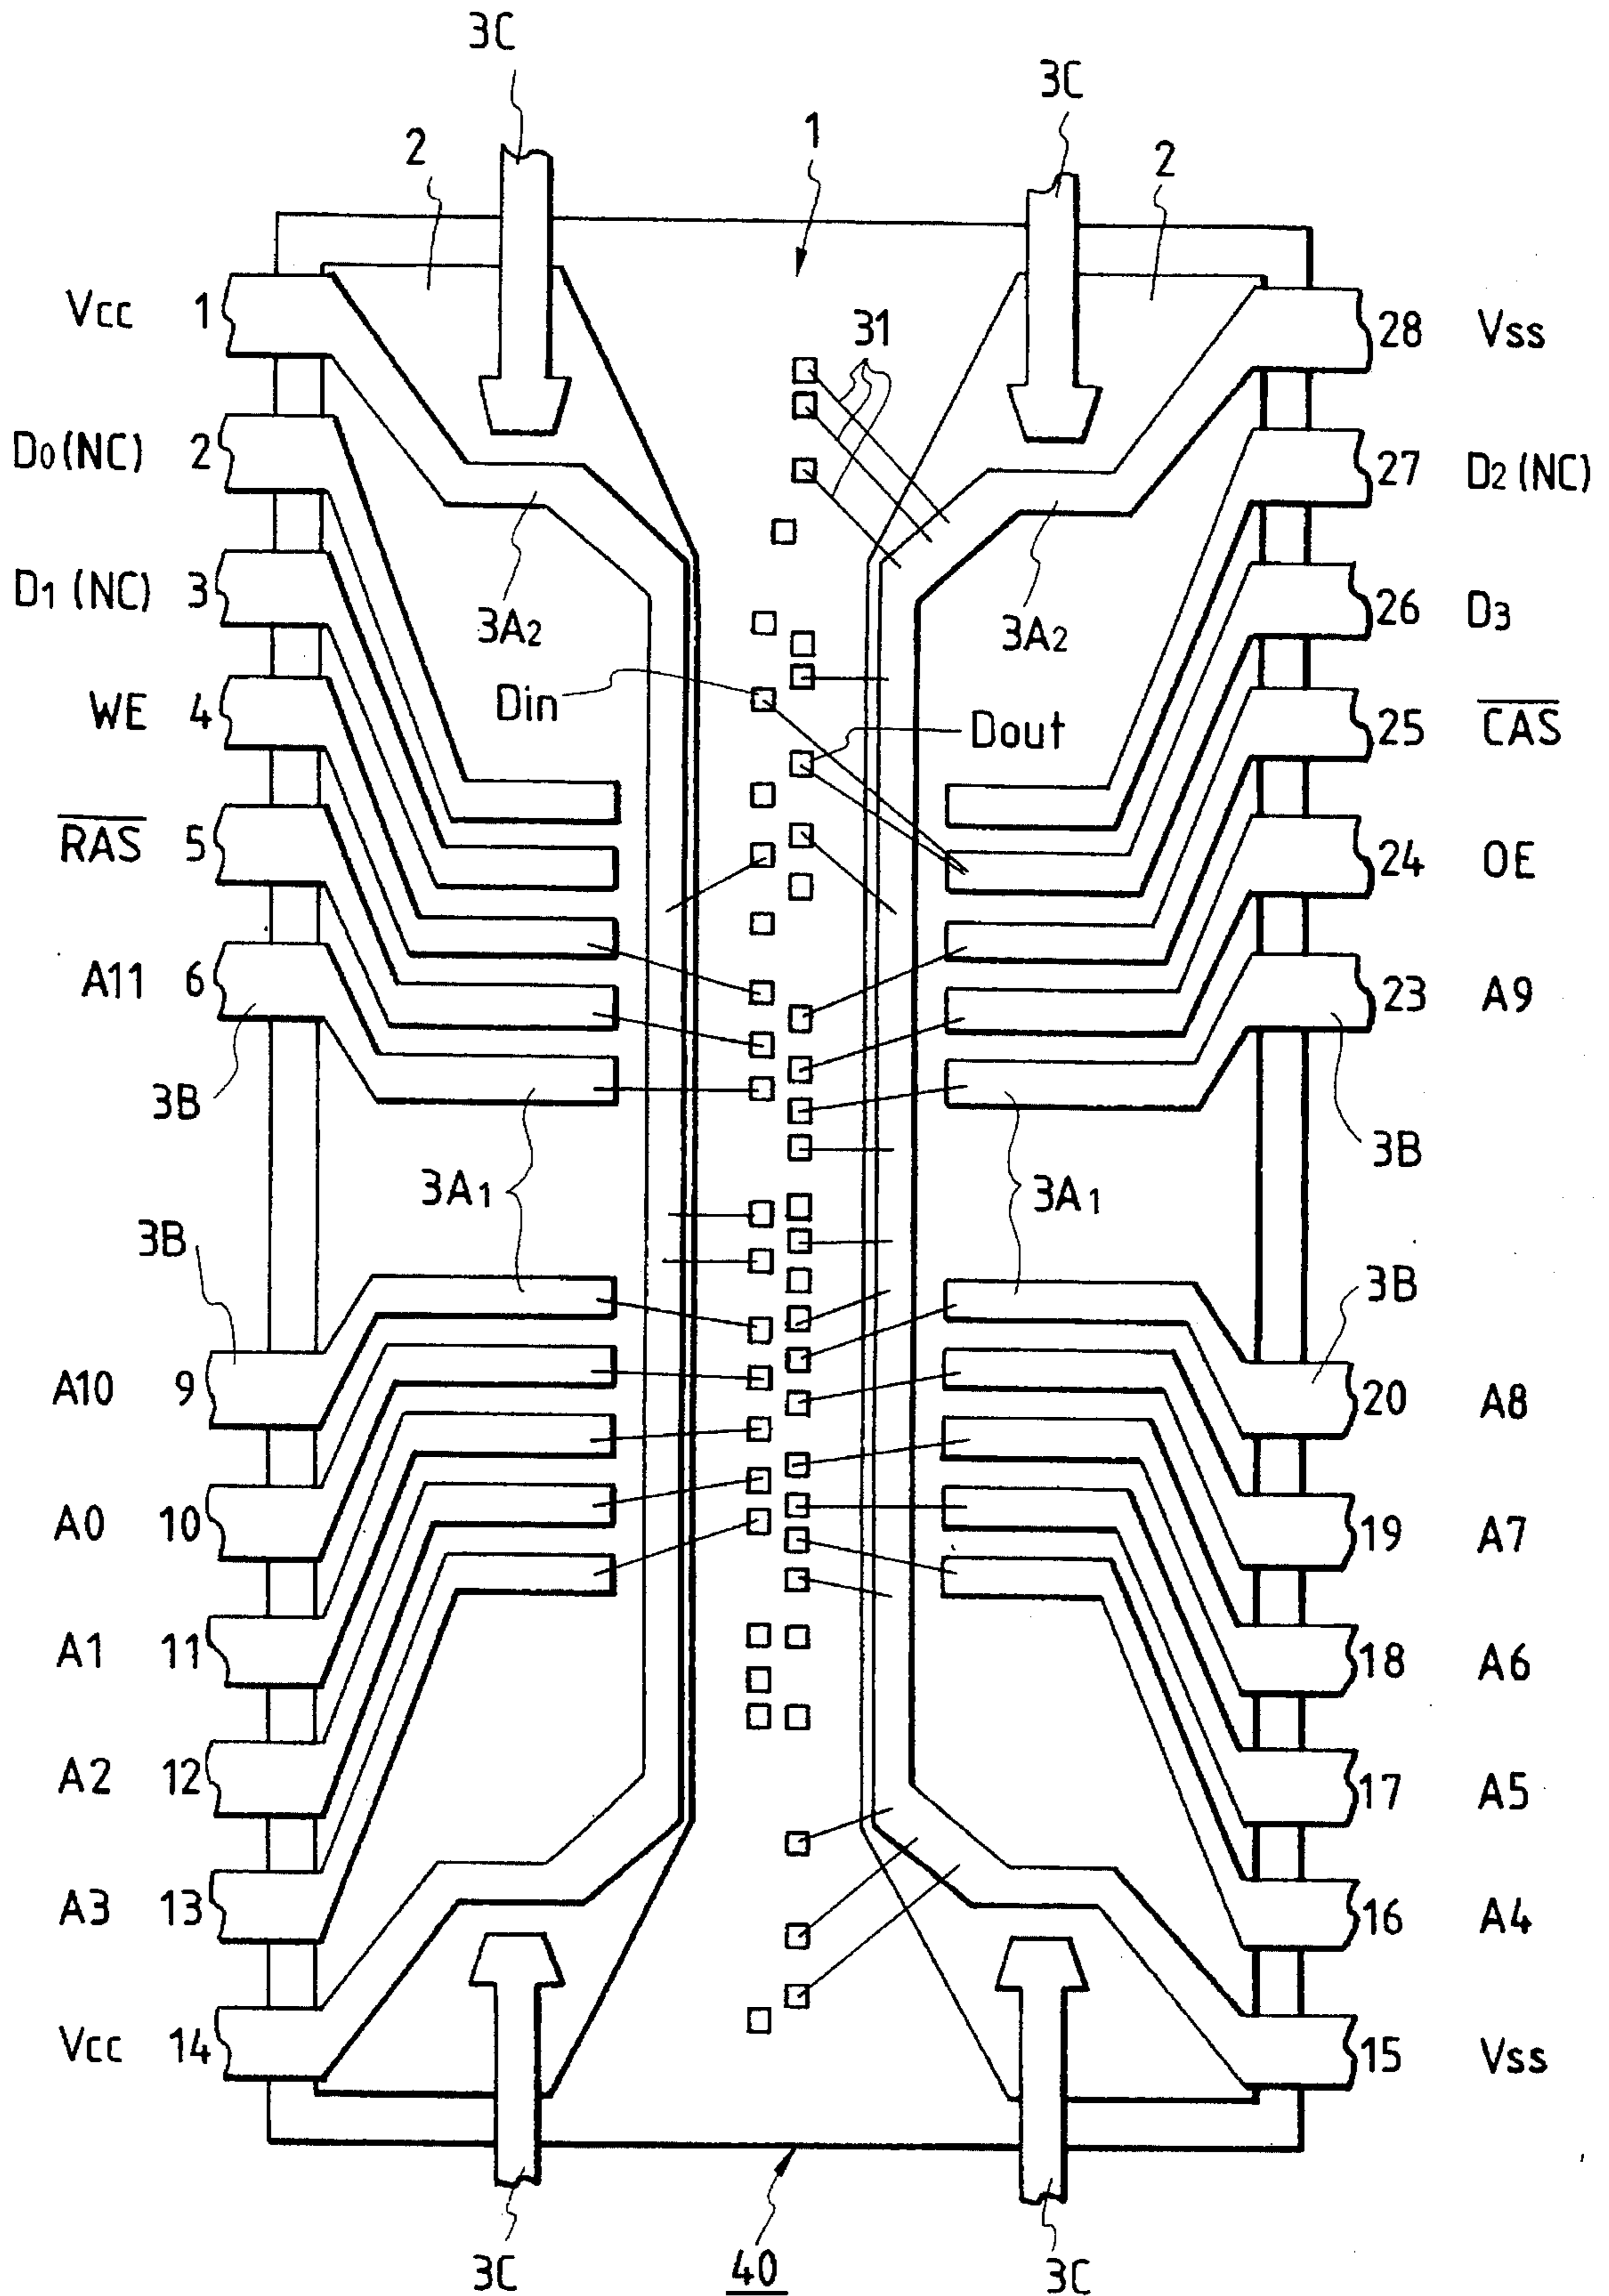 3C
3C
2
1
2
31
Vcc 1
28 Vss
D0 (NC) 2
27 D2 (NC)
D1 (NC) 3
26 D3
3A2
3A2
WE 4
Din
Dout
25 C̅A̅S̅
R̅A̅S̅ 5
24 OE
A11 6
23 A9
3B
3B
3A1
3A1
3B
3B
A10 9
20 A8
A0 10
19 A7
A1 11
18 A6
A2 12
17 A5
A3 13
16 A4
Vcc 14
15 Vss
3C
40
3C